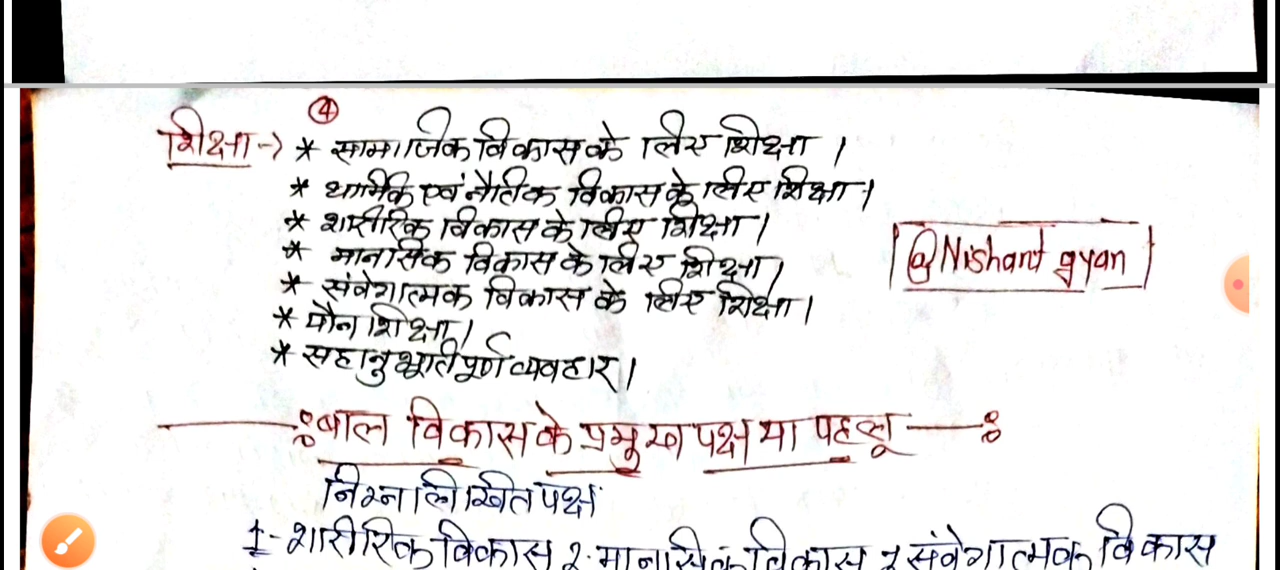 ④
शिक्षा→ * सामाजिक विकास के लिए शिक्षा ।
* धार्मिक एवं नैतिक विकास के लिए शिक्षा ।
* शारीरिक विकास के लिए शिक्षा ।
* मानसिक विकास के लिए शिक्षा ।
* संवेगात्मक विकास के लिए शिक्षा ।
@Nishant gyan
* यौन शिक्षा ।
* सहानुभूतिपूर्ण व्यवहार ।
बाल विकास के प्रमुख पक्ष या पहलू
निम्नलिखित पक्ष
1- शारीरिक विकास 2. मानसिक विकास 3 संवेगात्मक विकास